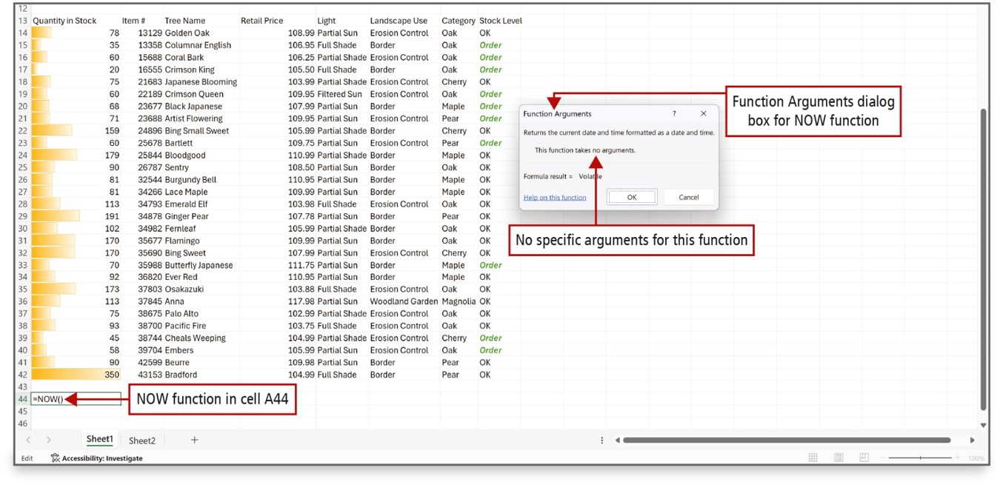 12
13 Quantity in Stock Item # Tree Name Retail Price Light Landscape Use Category Stock Level
14 78 13129 Golden Oak 108.99 Partial Sun Erosion Control Oak OK
15 35 13358 Columnar English 106.95 Full Shade Border Oak Order
16 60 15688 Coral Bark 106.25 Partial Shade Erosion Control Oak Order
17 20 16555 Crimson King 105.50 Full Shade Border Oak Order
18 75 21683 Japanese Blooming 103.99 Partial Shade Erosion Control Cherry OK
19 60 22189 Crimson Queen 109.95 Filtered Sun Erosion Control Oak Order
20 68 23677 Black Japanese 107.99 Partial Sun Border Maple Order
21 71 23688 Artist Flowering 109.95 Partial Sun Erosion Control Pear Order
22 159 24896 Bing Small Sweet 105.99 Partial Shade Border Cherry OK
23 60 25678 Bartlett 109.75 Partial Sun Erosion Control Pear Order
24 179 25844 Bloodgood 110.99 Partial Shade Border Maple OK
25 90 26787 Sentry 108.50 Partial Sun Border Oak OK
26 81 32544 Burgundy Bell 110.95 Partial Sun Border Maple OK
27 81 34266 Lace Maple 109.99 Partial Sun Border Maple OK
28 113 34793 Emerald Elf 103.98 Full Shade Erosion Control Oak OK
29 191 34878 Ginger Pear 107.78 Partial Sun Border Pear OK
30 102 34982 Fernleaf 105.99 Partial Shade Border Oak OK
31 170 35677 Flamingo 109.99 Partial Sun Border Oak OK
32 170 35690 Bing Sweet 107.99 Partial Sun Erosion Control Cherry OK
33 70 35988 Butterfly Japanese 111.75 Partial Sun Border Maple Order
34 92 36820 Ever Red 110.95 Partial Sun Border Maple OK
35 173 37803 Osakazuki 103.88 Full Shade Erosion Control Oak OK
36 113 37845 Anna 117.98 Partial Sun Woodland Garden Magnolia OK
37 75 38675 Palo Alto 102.99 Partial Shade Erosion Control Oak OK
38 93 38700 Pacific Fire 103.75 Full Shade Erosion Control Oak OK
39 45 38744 Cheals Weeping 104.99 Partial Shade Erosion Control Cherry Order
40 58 39704 Embers 105.99 Partial Sun Erosion Control Oak Order
41 90 42599 Beurre 109.98 Partial Sun Border Pear OK
42 350 43153 Bradford 104.99 Full Shade Border Pear OK
43
44 =NOW()
45
46
NOW function in cell A44
Function Arguments dialog
box for NOW function
Function Arguments ?
Returns the current date and time formatted as a date and time.
This function takes no arguments.
Formula result = Volatile
Help on this function OK Cancel
No specific arguments for this function
Sheet1 Sheet2
Edit Accessibility: Investigate 100%